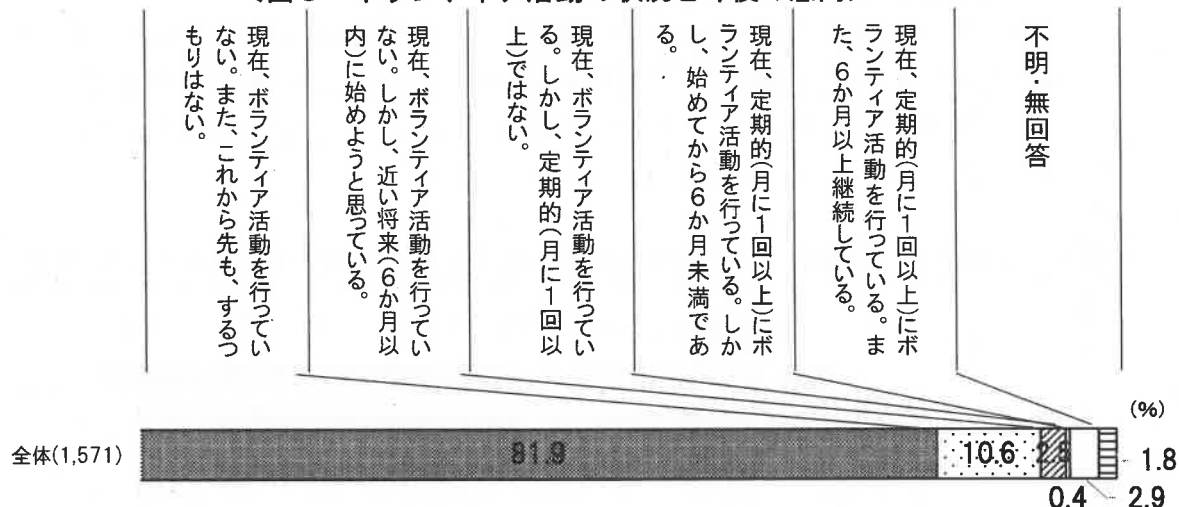 現在、ボランティア活動を行ってい
ない。また、これから先も、するつ
もりはない。
現在、ボランティア活動を行ってい
ない。しかし、近い将来(6か月以
内)に始めようと思っている。
現在、ボランティア活動を行ってい
る。しかし、定期的(月に1回以
上)ではない。
現在、定期的(月に1回以上)にボ
ランティア活動を行っている。しか
し、始めてから6か月未満であ
る。
現在、定期的(月に1回以上)にボ
ランティア活動を行っている。ま
た、6か月以上継続している。
不明・無回答
(%)
全体(1,571)
81.9
10.6
1.8
0.4
2.9